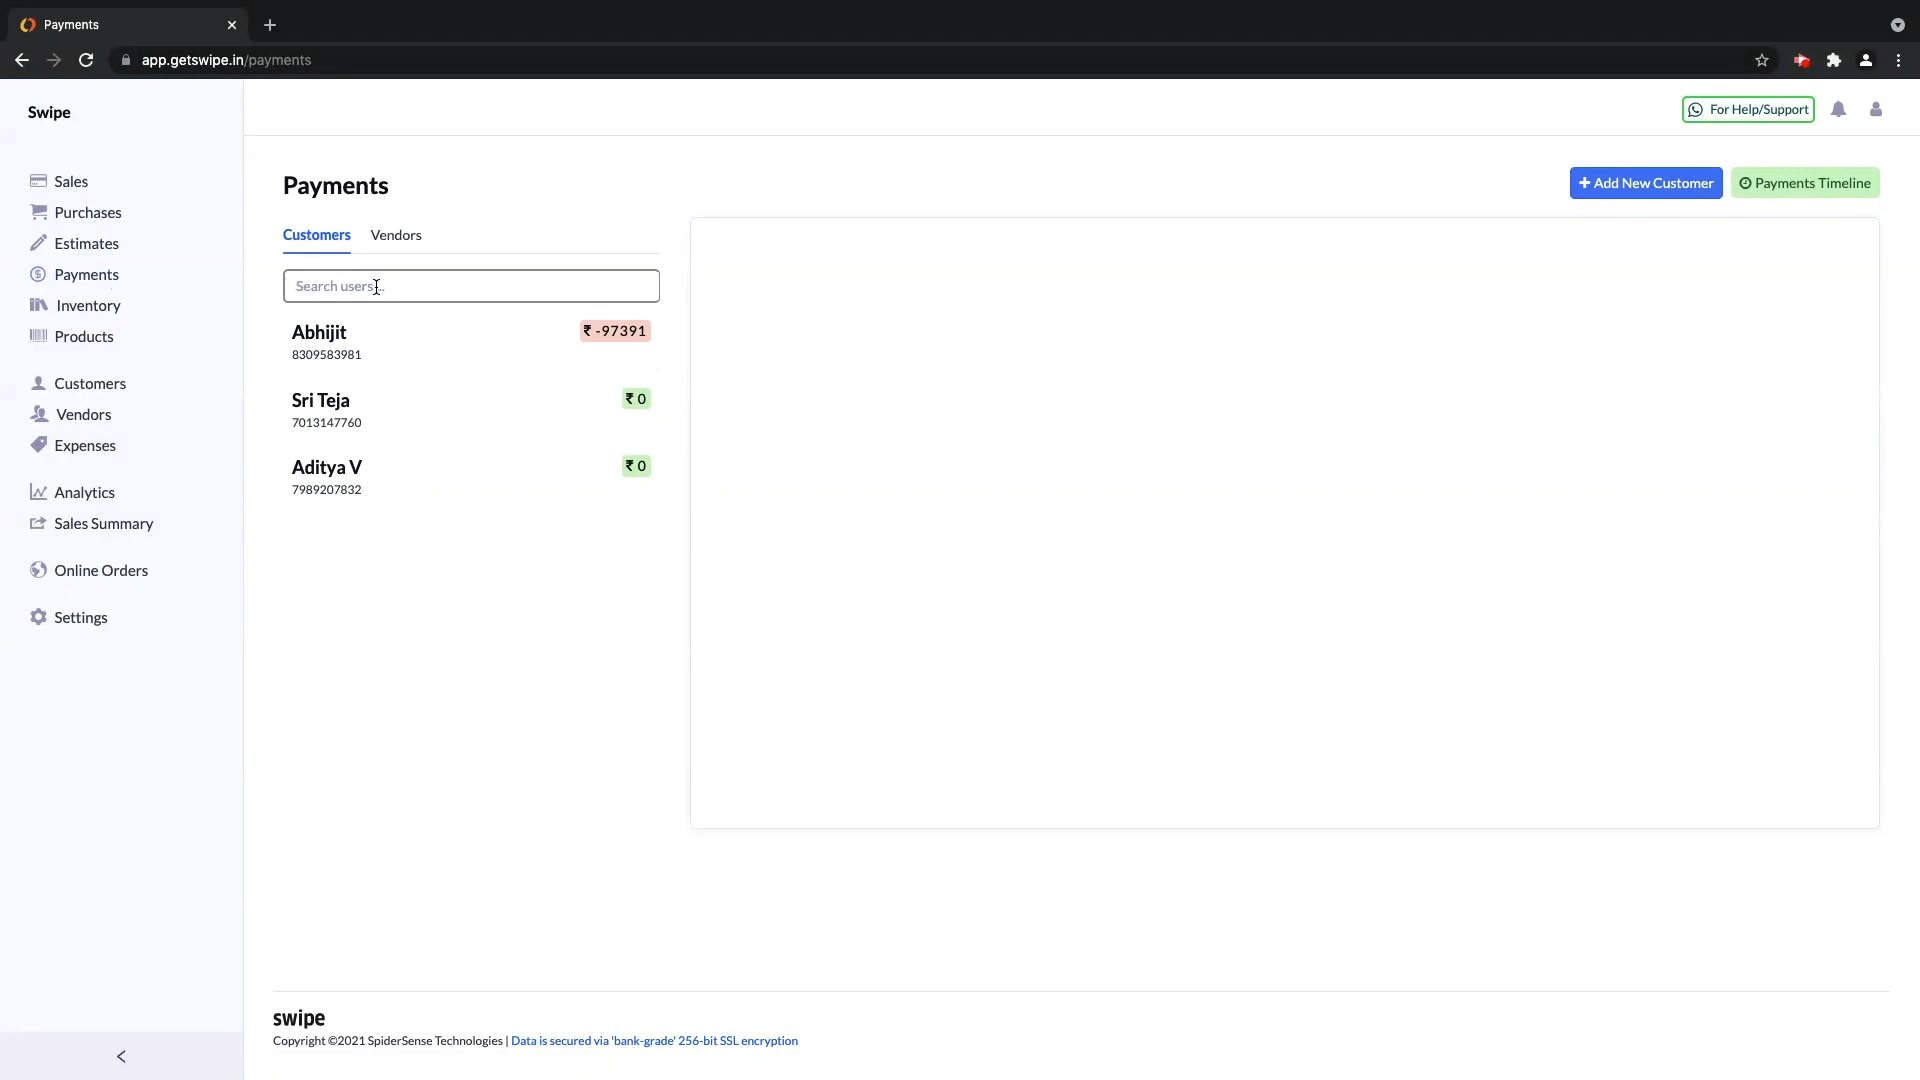 Payments
app.getswipe.in/payments
Swipe
For Help/Support
Sales
Purchases
Estimates
Payments
Inventory
Products
Customers
Vendors
Expenses
Analytics
Sales Summary
Online Orders
Settings
Payments
+ Add New Customer
Payments Timeline
Customers
Vendors
Search users...
Abhijit
₹ -97391
8309583981
Sri Teja
₹ 0
7013147760
Aditya V
₹ 0
7989207832
swipe
Copyright ©2021 SpiderSense Technologies | Data is secured via 'bank-grade' 256-bit SSL encryption